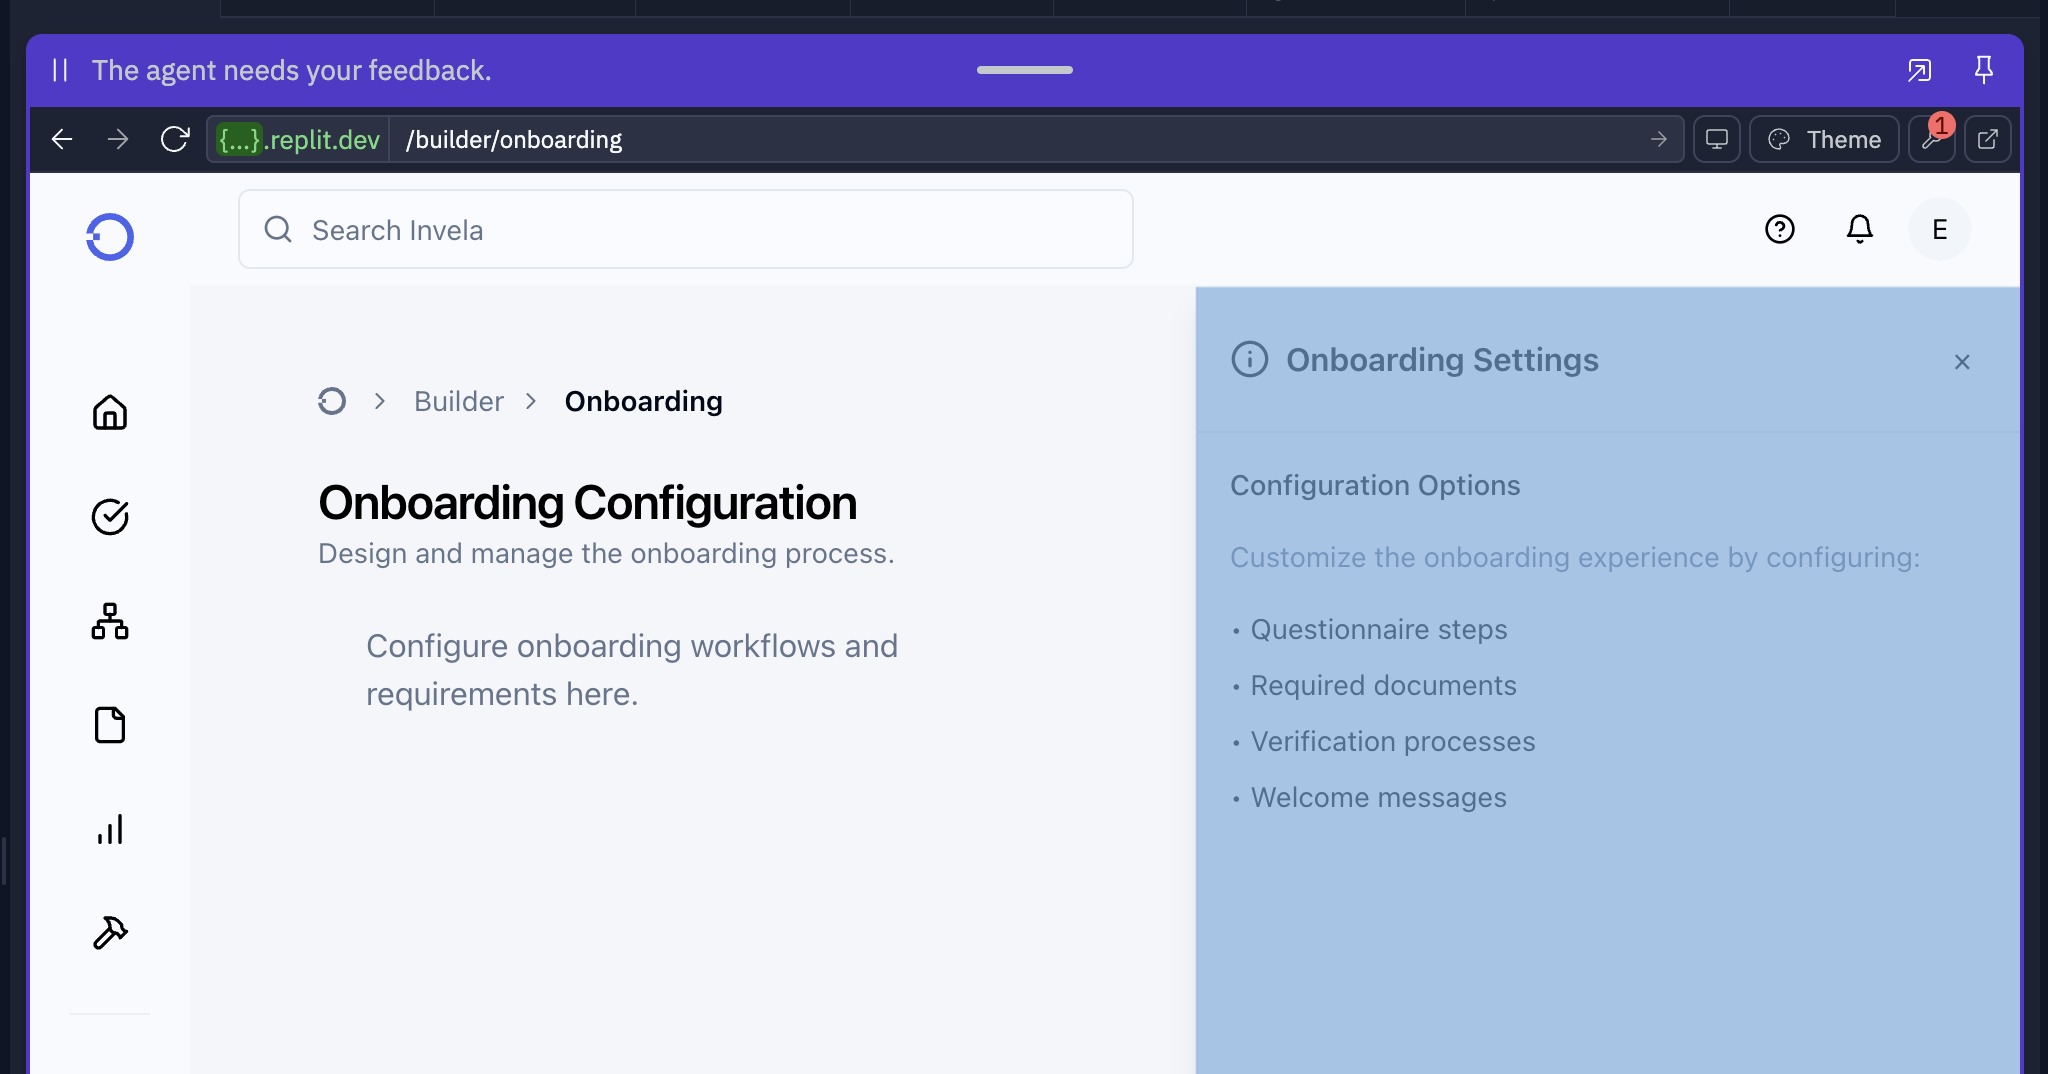 The agent needs your feedback.
{...}.replit.dev
/builder/onboarding
Theme
1
Search Invela
E
Builder
Onboarding
Onboarding Configuration
Design and manage the onboarding process.
Configure onboarding workflows and
requirements here.
Onboarding Settings
Configuration Options
Customize the onboarding experience by configuring:
• Questionnaire steps
• Required documents
• Verification processes
• Welcome messages